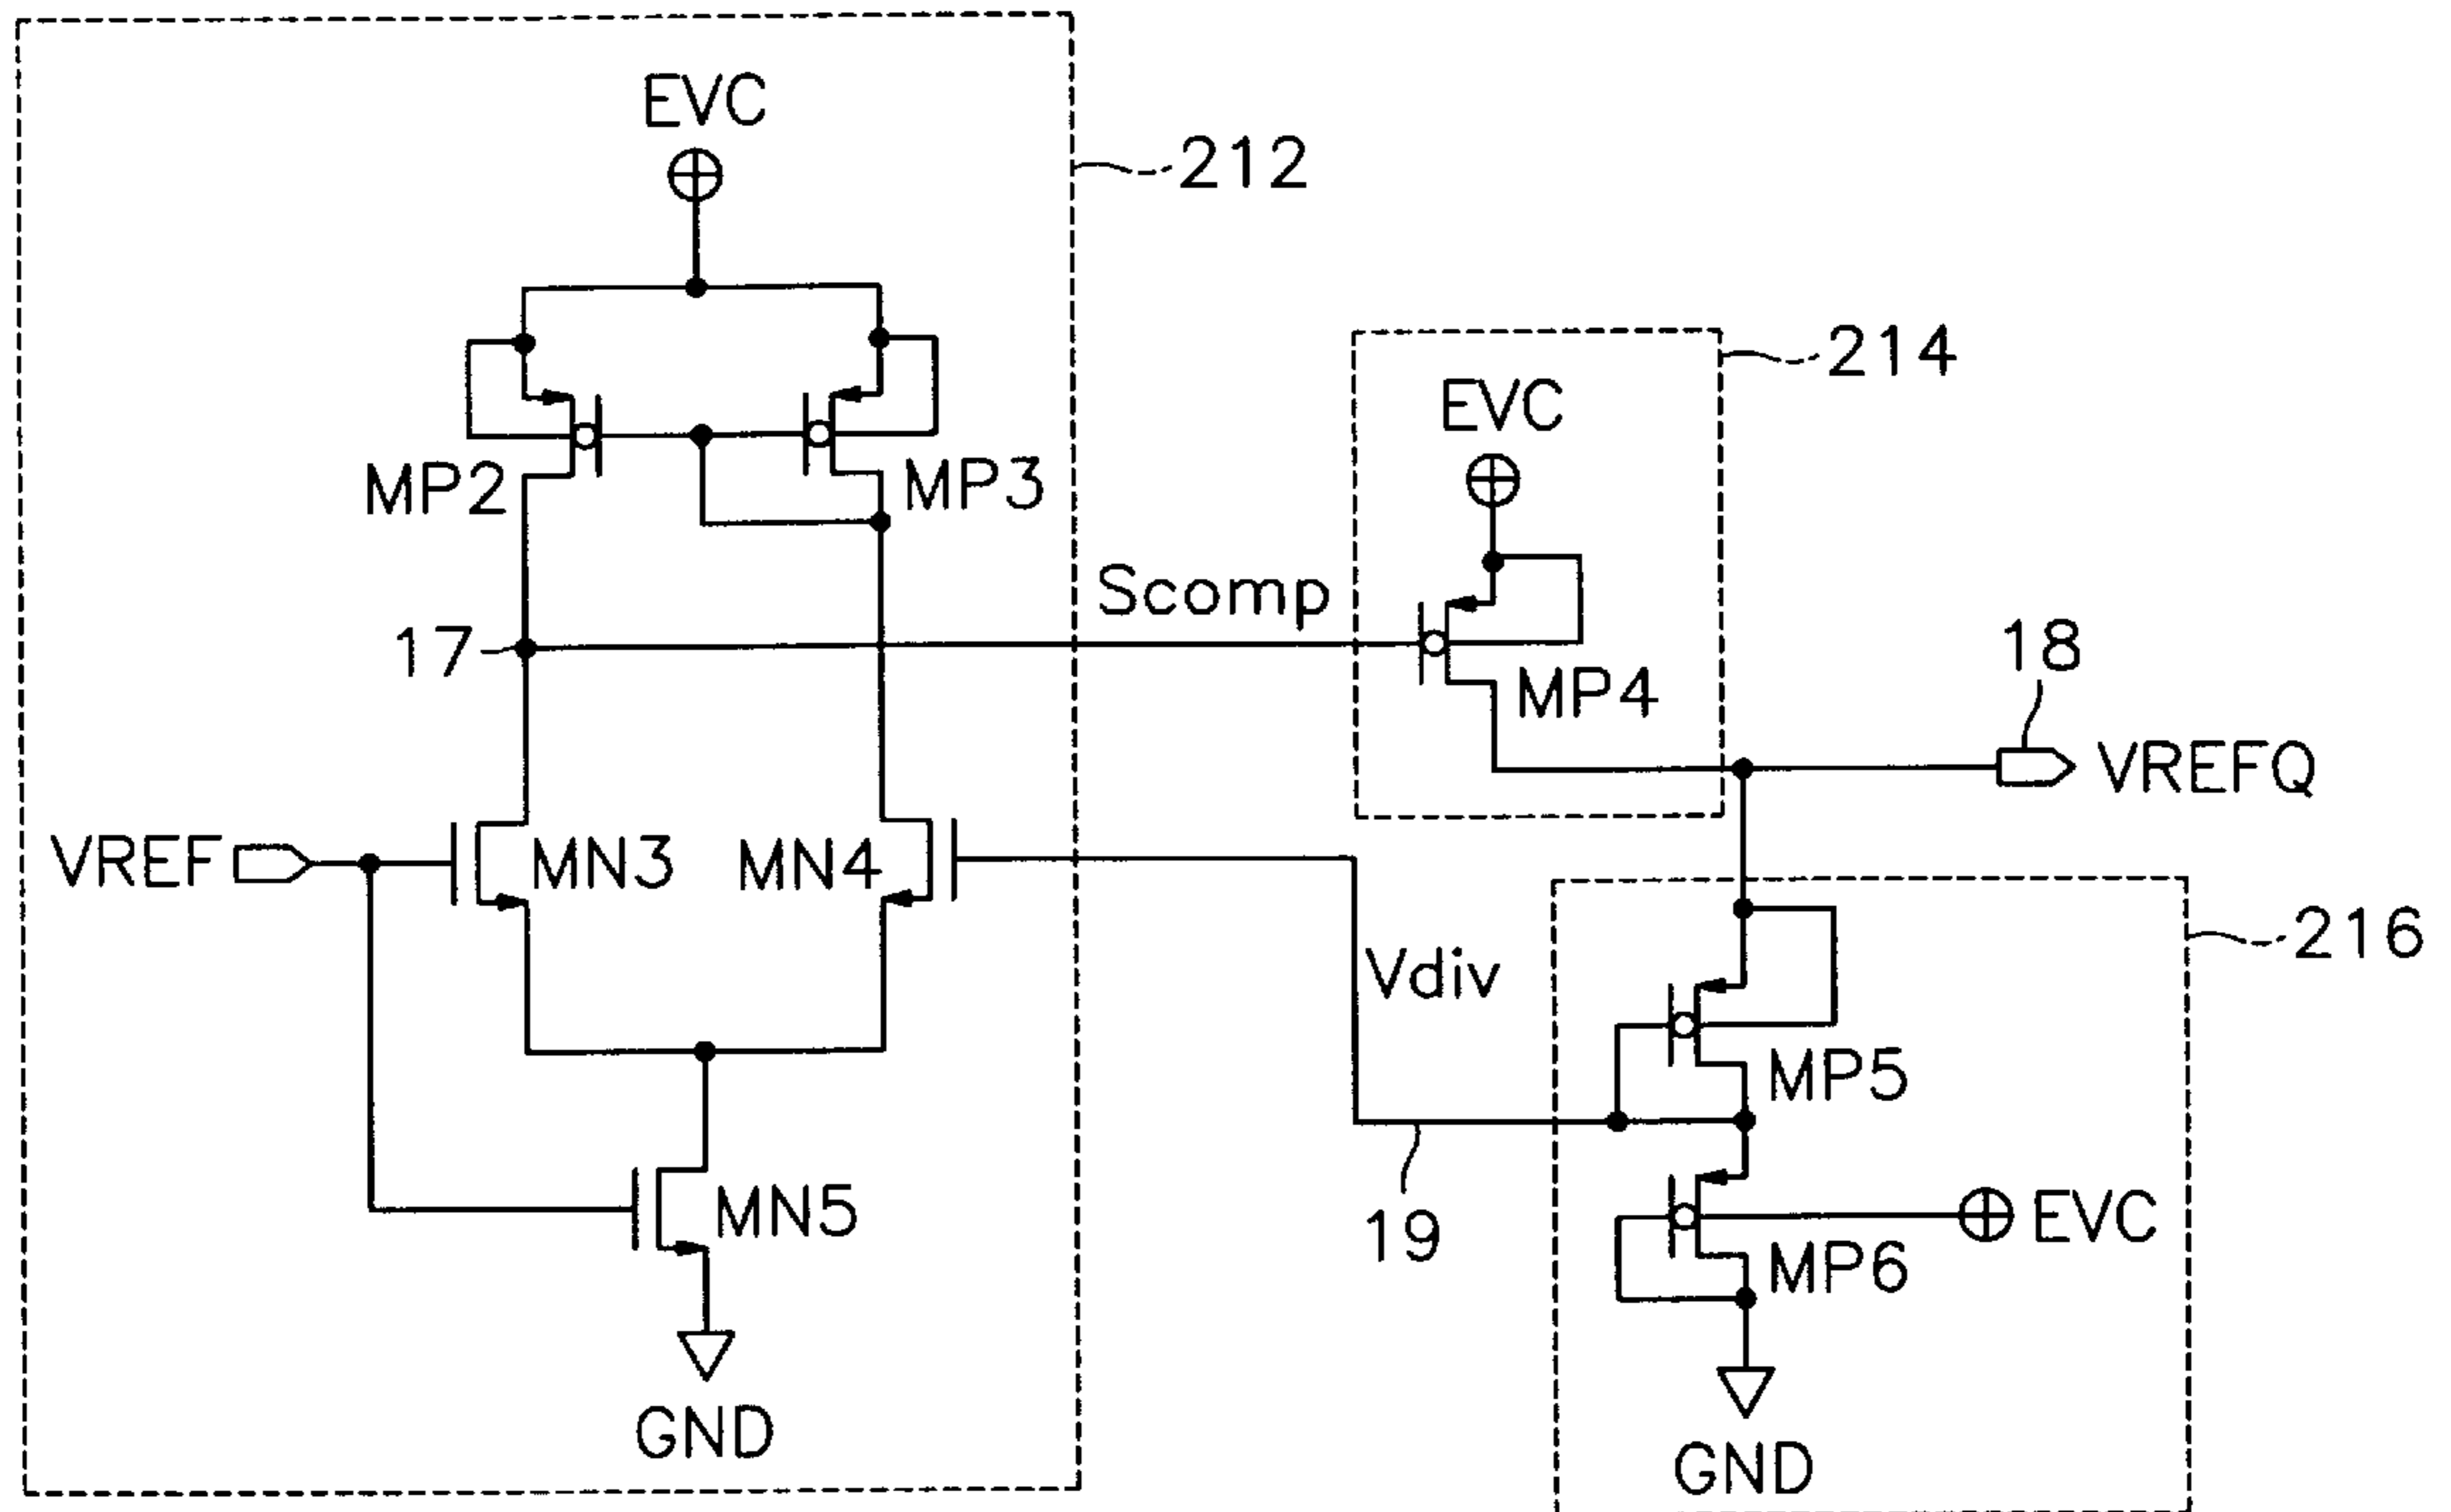 EVC
212
MP2
MP3
214
EVC
Scomp
17
MP4
18
VREFQ
VREF
MN3
MN4
216
Vdiv
MP5
MN5
19
EVC
MP6
GND
GND